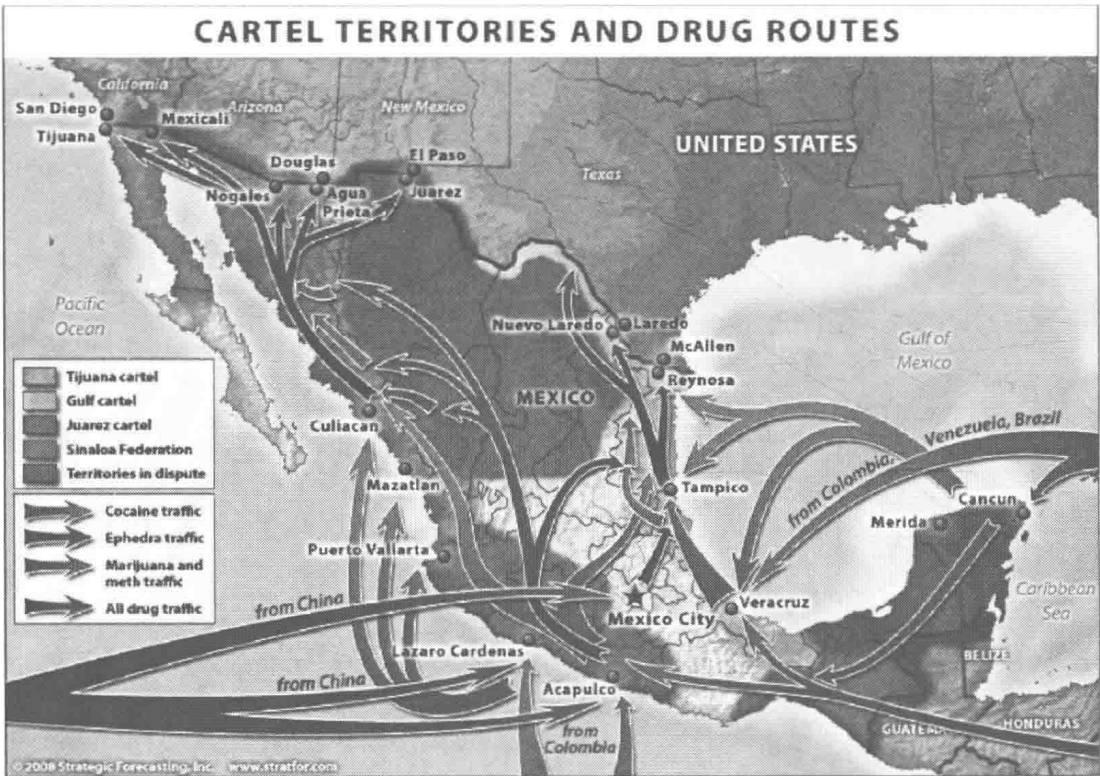 CARTEL TERRITORIES AND DRUG ROUTES
California
Arizona
New Mexico
San Diego
Tijuana
Mexicali
Douglas
El Paso
Nogales
Agua
Prieta
Juarez
UNITED STATES
Texas
Pacific
Ocean
Nuevo Laredo
Laredo
McAllen
Reynosa
Gulf of
Mexico
MEXICO
Tijuana cartel
Gulf cartel
Juarez cartel
Sinaloa Federation
Territories in dispute
Culiacan
Mazatlan
Tampico
from Colombia,
Venezuela, Brazil
Cancun
Merida
Cocaine traffic
Ephedra traffic
Marijuana and
meth traffic
All drug traffic
Puerto Vallarta
from China
Mexico City
Veracruz
Caribbean
Sea
Lazaro Cardenas
from China
Acapulco
from
Colombia
BELIZE
GUATEMALA
HONDURAS
© 2008 Strategic Forecasting, Inc. www.stratfor.com